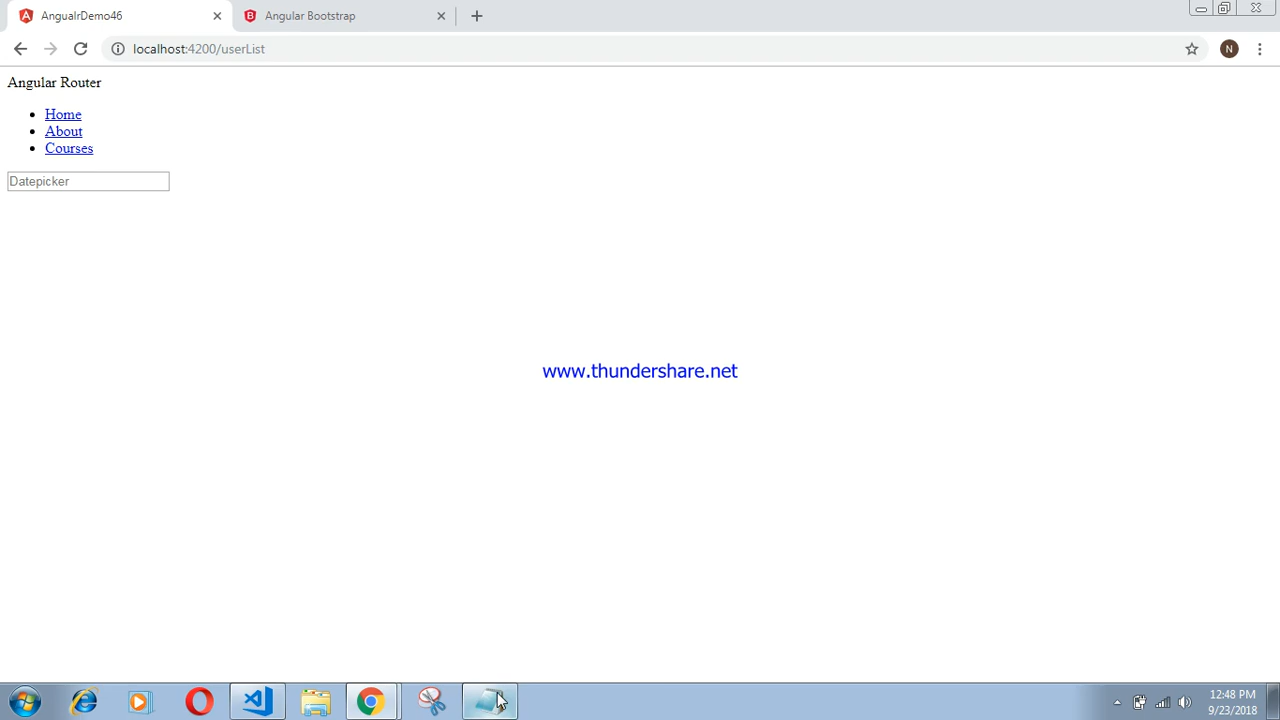 AngualrDemo46
Angular Bootstrap
localhost:4200/userList
N
Angular Router
Home
About
Courses
Datepicker
www.thundershare.net
12:48 PM
9/23/2018